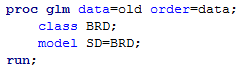 proc glm data=old order=data;
class BRD;
model SD=BRD;
run;